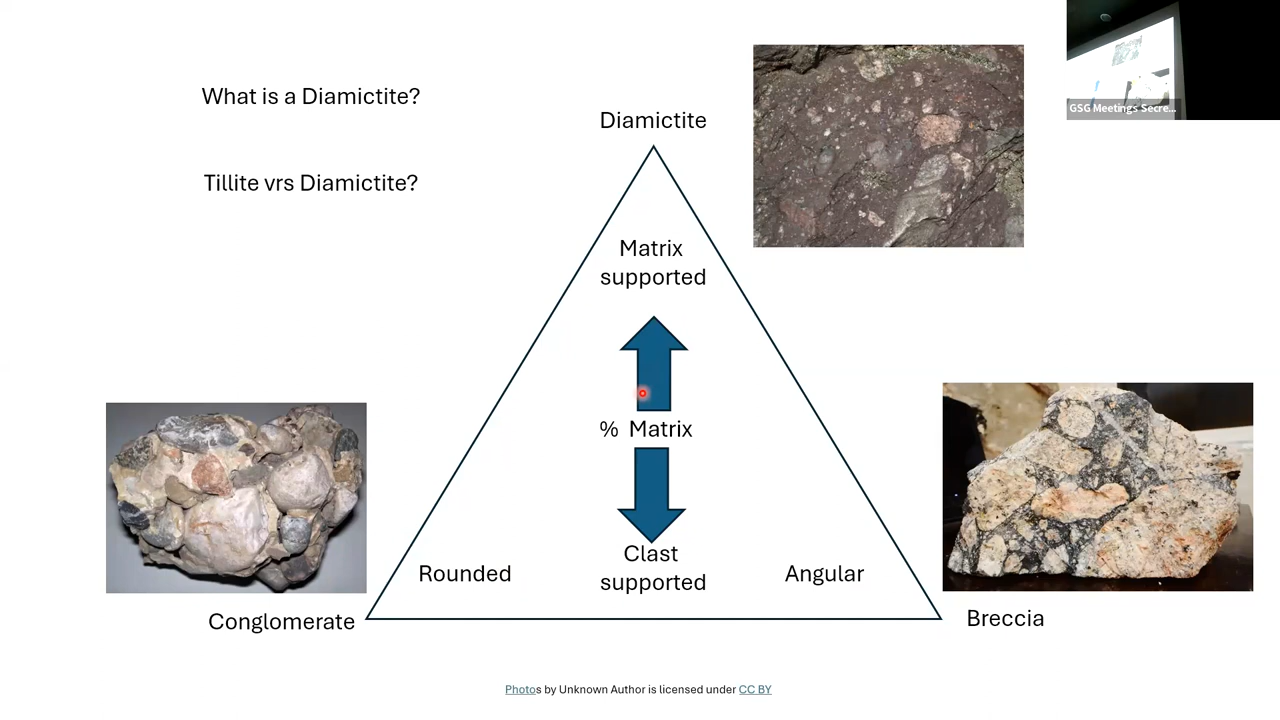 What is a Diamictite?
Tillite vrs Diamictite?
GSG Meetings Secre...
Diamictite
Matrix
supported
% Matrix
Clast
supported
Rounded
Angular
Conglomerate
Breccia
Photos by Unknown Author is licensed under CC BY